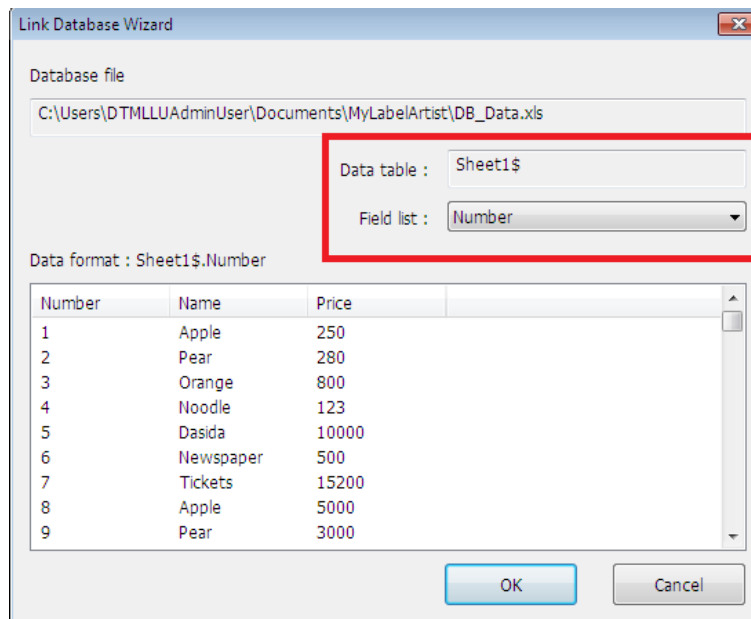 Link Database Wizard
Database file
C:\Users\DTMLLUAdminUser\Documents\MyLabelArtist\DB_Data.xls
Data table : Sheet1$
Field list : Number
Data format : Sheet1$.Number
Number Name Price
1 Apple 250
2 Pear 280
3 Orange 800
4 Noodle 123
5 Dasida 10000
6 Newspaper 500
7 Tickets 15200
8 Apple 5000
9 Pear 3000
OK Cancel